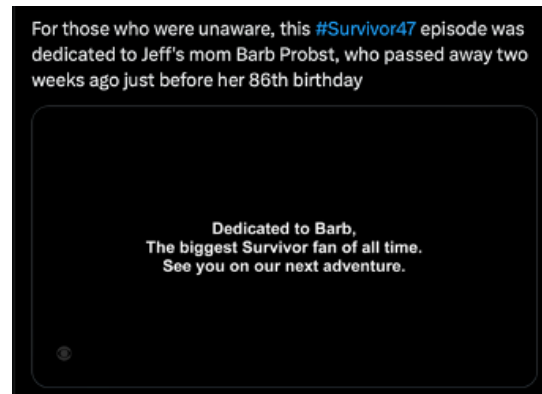 For those who were unaware, this #Survivor47 episode was
dedicated to Jeff's mom Barb Probst, who passed away two
weeks ago just before her 86th birthday
Dedicated to Barb,
The biggest Survivor fan of all time.
See you on our next adventure.